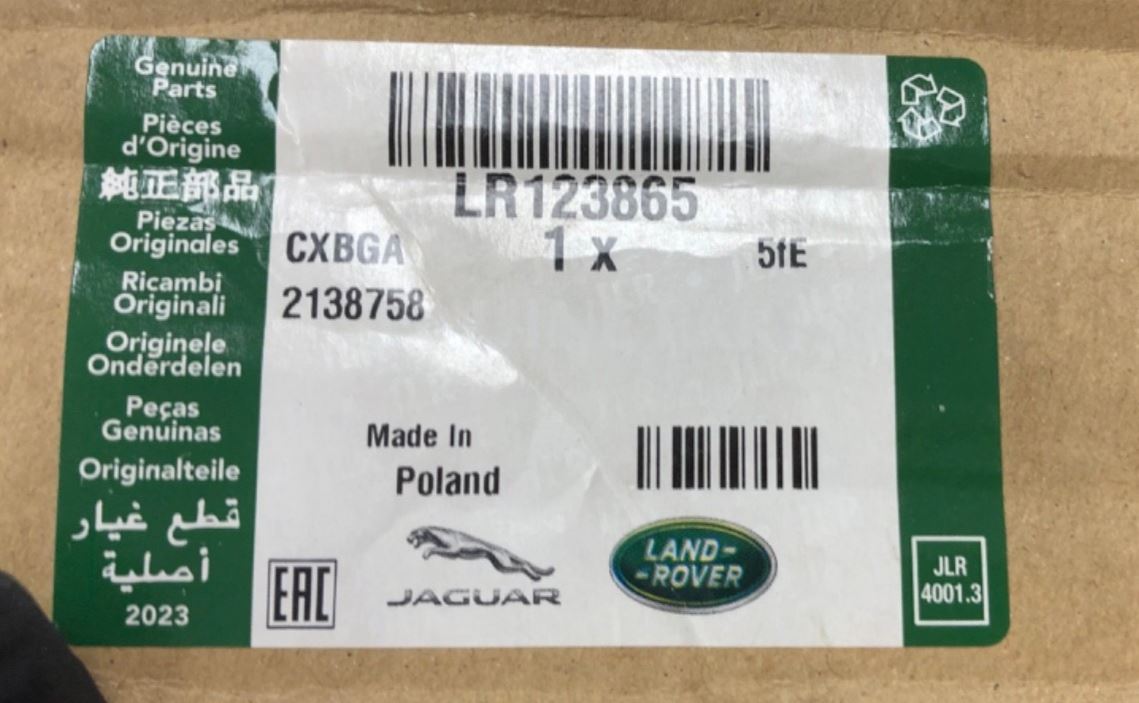 Genuine
Parts
Pièces
d'Origine
純正部品
Piezas
Originales
Ricambi
Originali
Originele
Onderdelen
Peças
Genuinas
Originalteile
قطع غيار
أصلية
2023
LR123865
CXBGA 1 x 5fE
2138758
Made In
Poland
EAC
JAGUAR
LAND-
-ROVER
JLR
4001.3